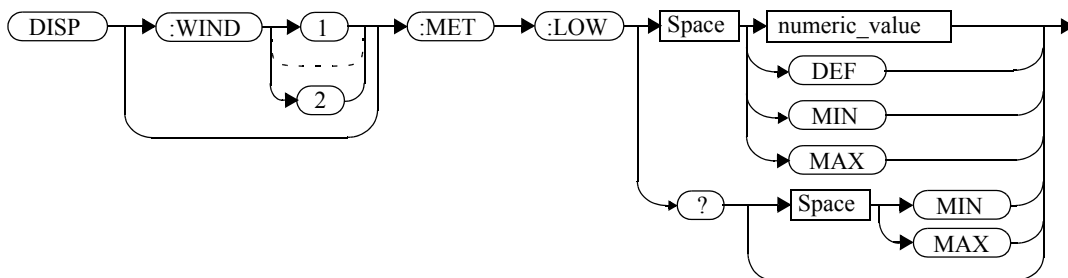 DISP :WIND 1 :MET :LOW Space numeric_value
DEF
2
MIN
MAX
? Space MIN
MAX